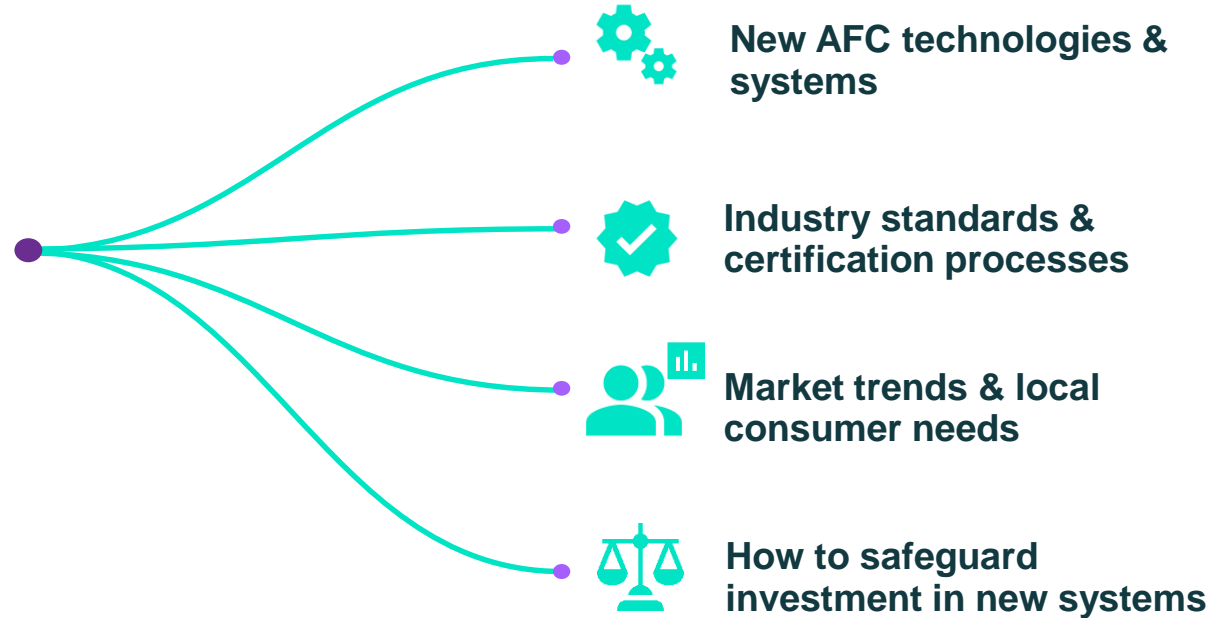 New AFC technologies &
systems
Industry standards &
certification processes
Market trends & local
consumer needs
How to safeguard
investment in new systems